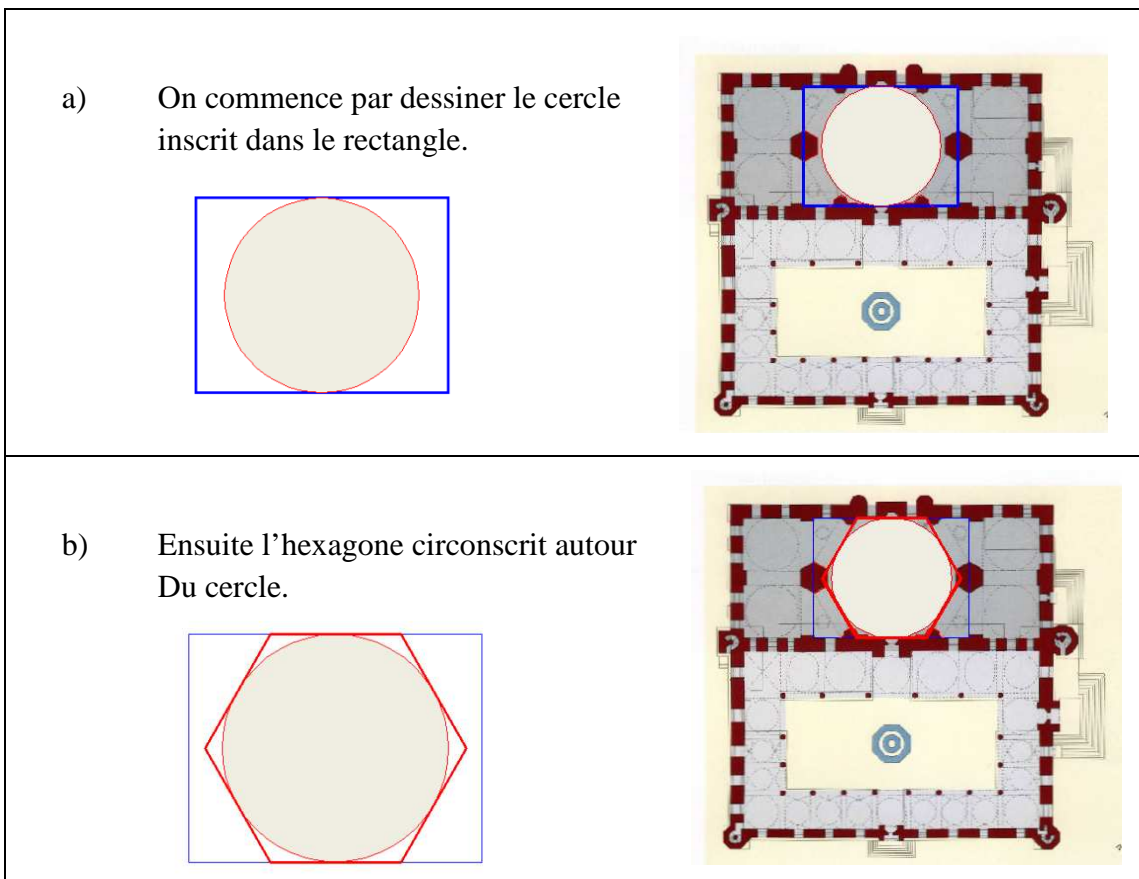 a) On commence par dessiner le cercle
inscrit dans le rectangle.
b) Ensuite l’hexagone circonscrit autour
Du cercle.